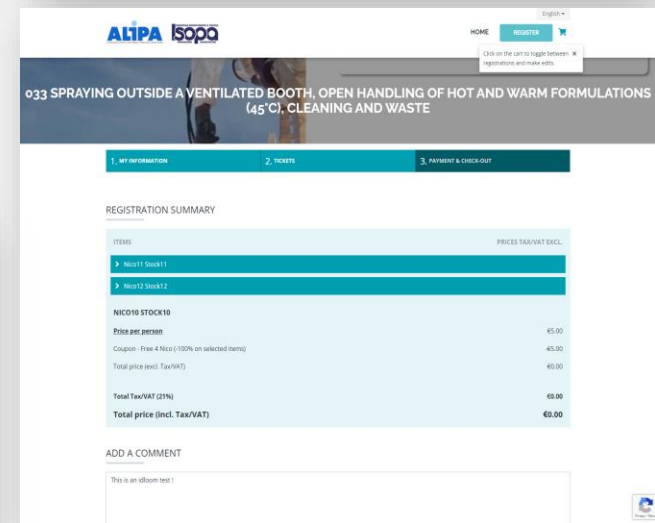 English
ALIPA ISOPA
HOME REGISTER
Click on the cart to toggle between
registrations and make edits.
033 SPRAYING OUTSIDE A VENTILATED BOOTH, OPEN HANDLING OF HOT AND WARM FORMULATIONS
(45°C), CLEANING AND WASTE
1. MY INFORMATION
2. TICKETS
3. PAYMENT & CHECK-OUT
REGISTRATION SUMMARY
ITEMS PRICES TAX/VAT EXCL.
Nico11 Stock11
Nico12 Stock12
NICO10 STOCK10
Price per person €5.00
Coupon - Free 4 Nico (-100% on selected items) -€5.00
Total price (excl. Tax/VAT) €0.00
Total Tax/VAT (21%) €0.00
Total price (incl. Tax/VAT) €0.00
ADD A COMMENT
This is an idloom test !